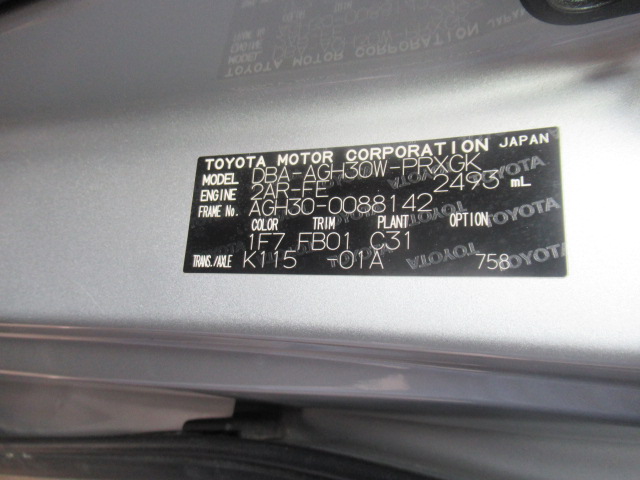 TOYOTA MOTOR CORPORATION JAPAN
MODEL DBA-AGH30W-PRXGK
ENGINE 2AR-FE 2493 mL
FRAME No. AGH30-0088142
COLOR TRIM PLANT OPTION
1F7 FB01 C31
TRANS./AXLE K115 -01A 758